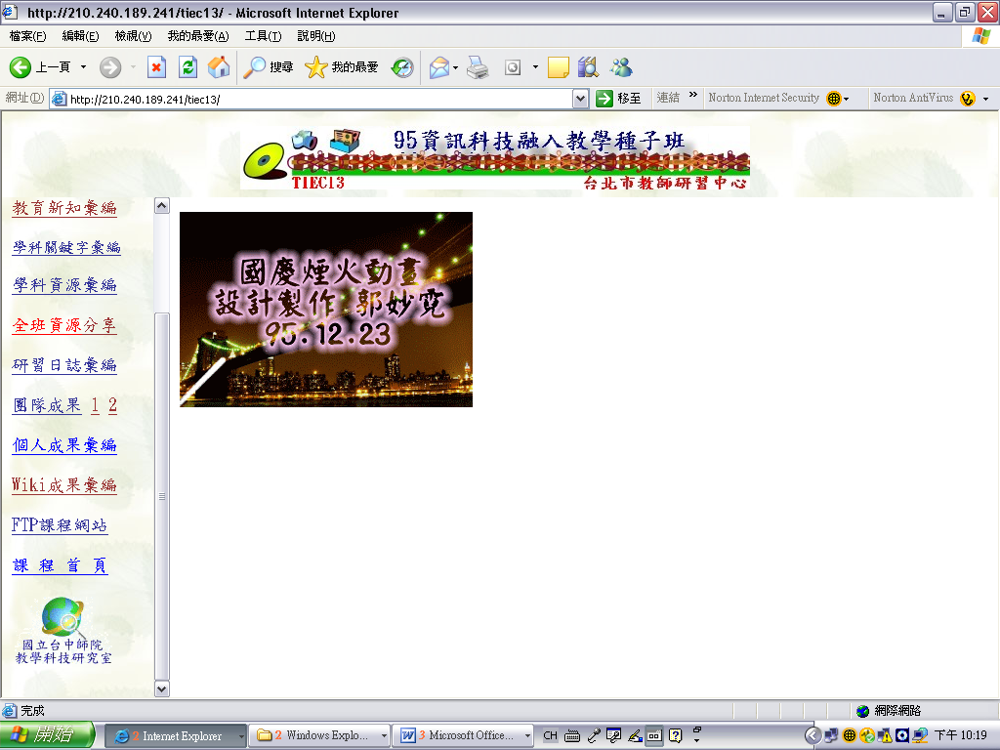 http://210.240.189.241/tiec13/ - Microsoft Internet Explorer
檔案(F) 編輯(E) 檢視(V) 我的最愛(A) 工具(T) 說明(H)
上一頁 搜尋 我的最愛
網址(D) http://210.240.189.241/tiec13/ 移至 連結 » Norton Internet Security Norton AntiVirus
95資訊科技融入教學種子班
TIEC13 台北市教師研習中心
教育新知彙編
學科關鍵字彙編
學科資源彙編
全班資源分享
研習日誌彙編
團隊成果 1 2
個人成果彙編
Wiki成果彙編
FTP課程網站
課 程 首 頁
國立台中師院
教學科技研究室
國慶煙火動畫
設計製作 郭妙霓
95.12.23
完成 網際網路
開始 2 Internet Explorer 2 Windows Explo... 3 Microsoft Office... CH 下午 10:19